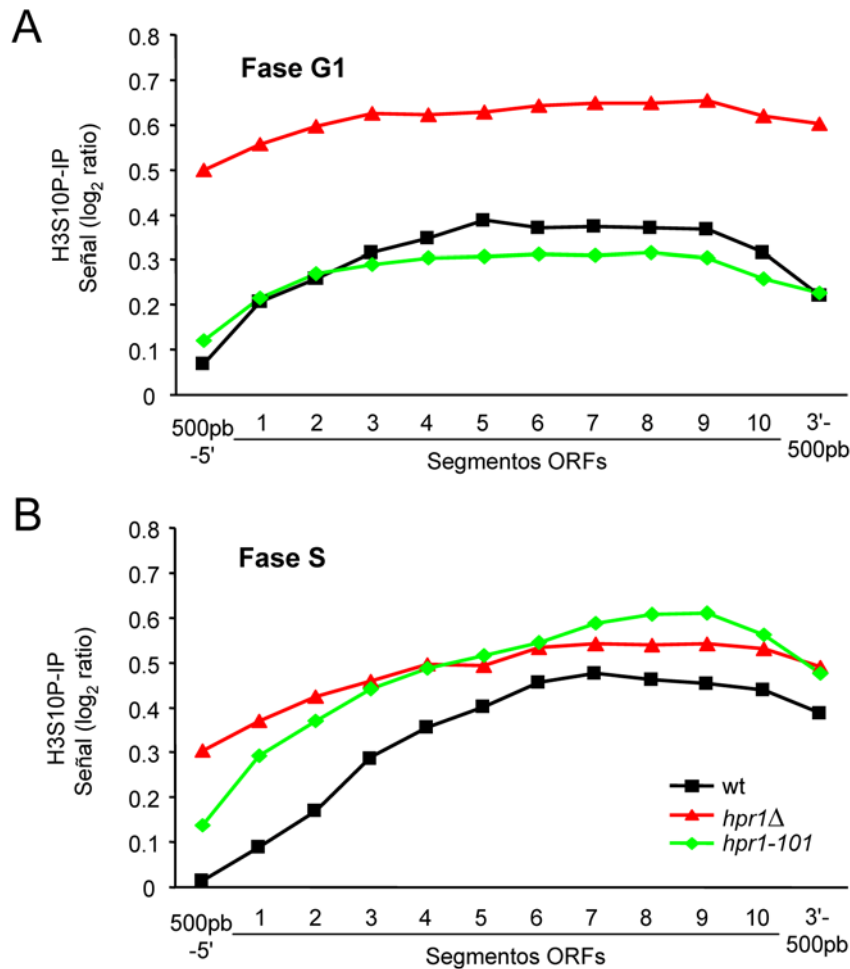 A
Fase G1
H3S10P-IP
Señal (log2 ratio)
0.8
0.7
0.6
0.5
0.4
0.3
0.2
0.1
0
500pb
-5'
1 2 3 4 5 6 7 8 9 10
3'-
500pb
Segmentos ORFs
B
Fase S
H3S10P-IP
Señal (log2 ratio)
0.8
0.7
0.6
0.5
0.4
0.3
0.2
0.1
0
wt
hpr1Δ
hpr1-101
500pb
-5'
1 2 3 4 5 6 7 8 9 10
3'-
500pb
Segmentos ORFs